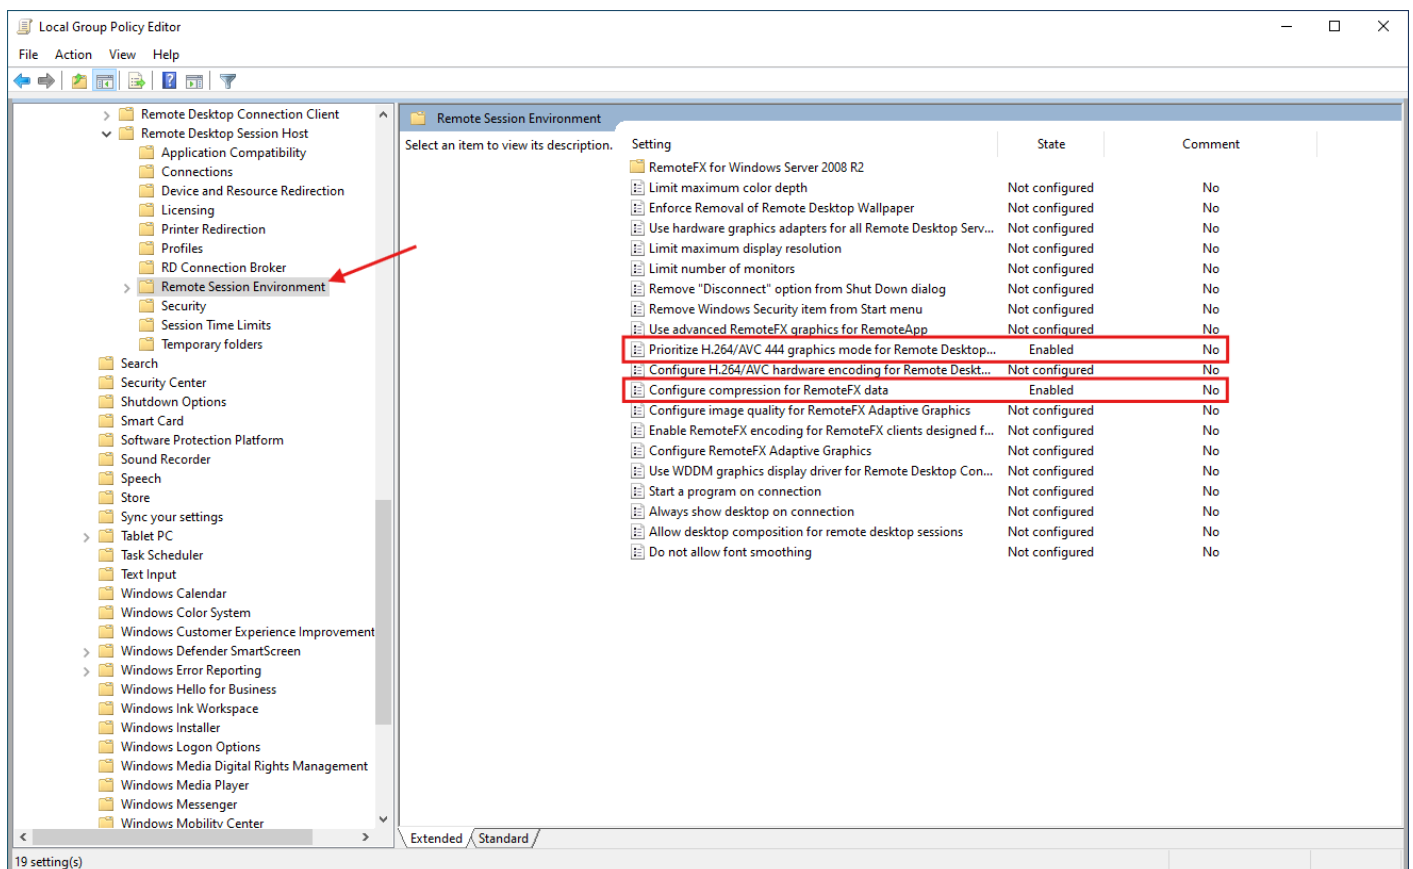 Local Group Policy Editor
File Action View Help
Remote Desktop Connection Client
Remote Desktop Session Host
Application Compatibility
Connections
Device and Resource Redirection
Licensing
Printer Redirection
Profiles
RD Connection Broker
Remote Session Environment
Security
Session Time Limits
Temporary folders
Search
Security Center
Shutdown Options
Smart Card
Software Protection Platform
Sound Recorder
Speech
Store
Sync your settings
Tablet PC
Task Scheduler
Text Input
Windows Calendar
Windows Color System
Windows Customer Experience Improvement
Windows Defender SmartScreen
Windows Error Reporting
Windows Hello for Business
Windows Ink Workspace
Windows Installer
Windows Logon Options
Windows Media Digital Rights Management
Windows Media Player
Windows Messenger
Windows Mobility Center
Remote Session Environment
Select an item to view its description.
Setting State Comment
RemoteFX for Windows Server 2008 R2
Limit maximum color depth Not configured No
Enforce Removal of Remote Desktop Wallpaper Not configured No
Use hardware graphics adapters for all Remote Desktop Serv... Not configured No
Limit maximum display resolution Not configured No
Limit number of monitors Not configured No
Remove "Disconnect" option from Shut Down dialog Not configured No
Remove Windows Security item from Start menu Not configured No
Use advanced RemoteFX graphics for RemoteApp Not configured No
Prioritize H.264/AVC 444 graphics mode for Remote Desktop... Enabled No
Configure H.264/AVC hardware encoding for Remote Deskt... Not configured No
Configure compression for RemoteFX data Enabled No
Configure image quality for RemoteFX Adaptive Graphics Not configured No
Enable RemoteFX encoding for RemoteFX clients designed f... Not configured No
Configure RemoteFX Adaptive Graphics Not configured No
Use WDDM graphics display driver for Remote Desktop Con... Not configured No
Start a program on connection Not configured No
Always show desktop on connection Not configured No
Allow desktop composition for remote desktop sessions Not configured No
Do not allow font smoothing Not configured No
Extended Standard
19 setting(s)